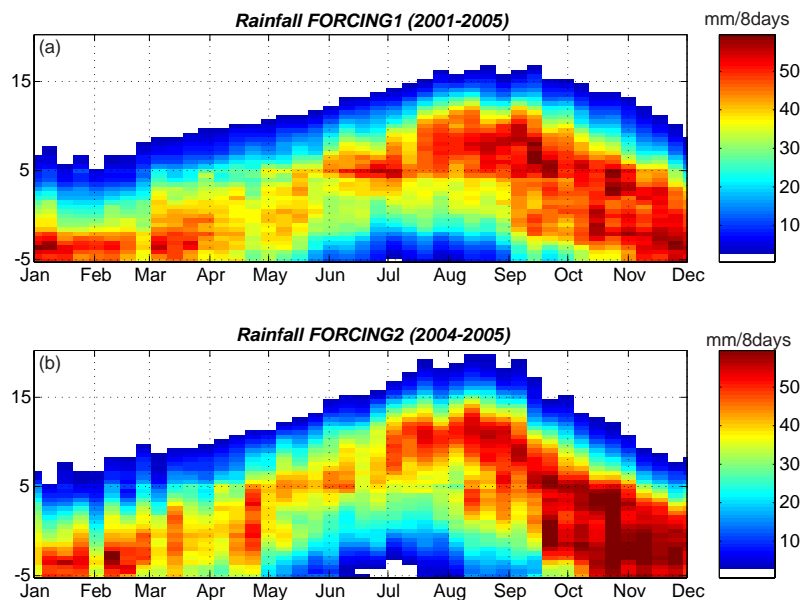 Rainfall FORCING1 (2001-2005)
mm/8days
(a)
15
5
-5
Jan Feb Mar Apr May Jun Jul Aug Sep Oct Nov Dec
50
40
30
20
10
Rainfall FORCING2 (2004-2005)
mm/8days
(b)
15
5
-5
Jan Feb Mar Apr May Jun Jul Aug Sep Oct Nov Dec
50
40
30
20
10